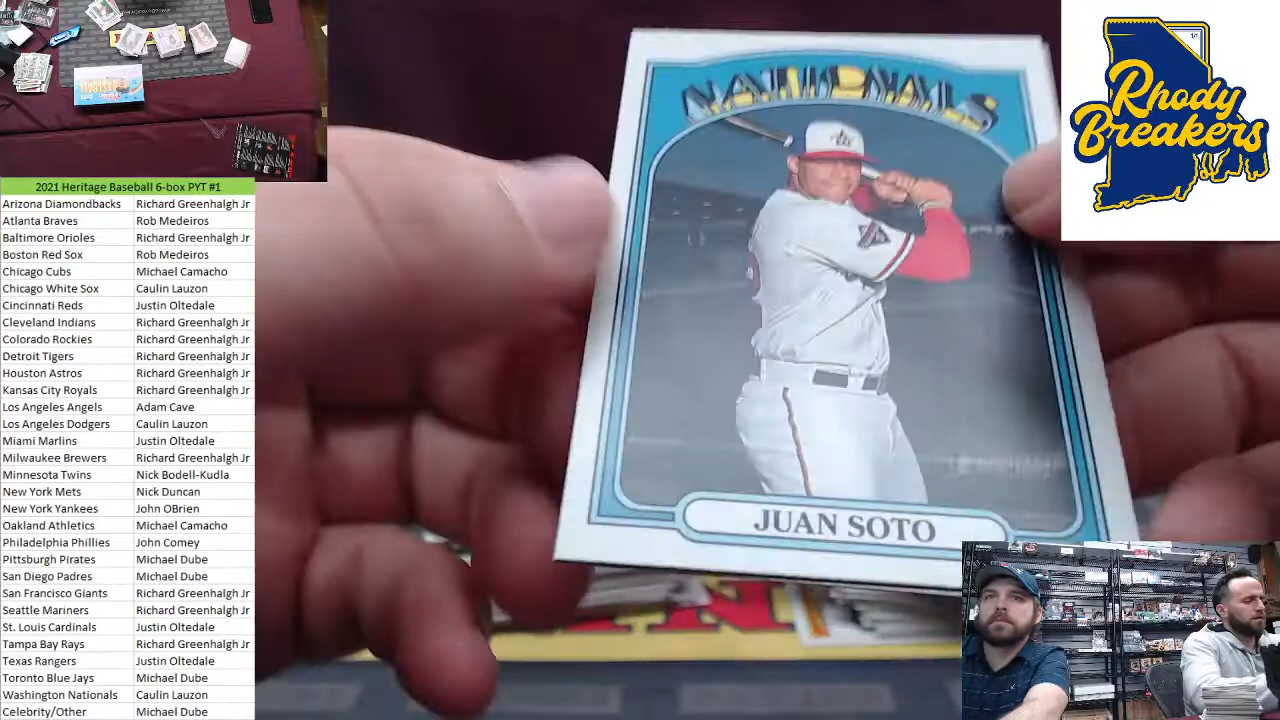 2021 Heritage Baseball 6-box PYT #1
Arizona Diamondbacks Richard Greenhalgh Jr
Atlanta Braves Rob Medeiros
Baltimore Orioles Richard Greenhalgh Jr
Boston Red Sox Rob Medeiros
Chicago Cubs Michael Camacho
Chicago White Sox Caulin Lauzon
Cincinnati Reds Justin Oltedale
Cleveland Indians Richard Greenhalgh Jr
Colorado Rockies Richard Greenhalgh Jr
Detroit Tigers Richard Greenhalgh Jr
Houston Astros Richard Greenhalgh Jr
Kansas City Royals Richard Greenhalgh Jr
Los Angeles Angels Adam Cave
Los Angeles Dodgers Caulin Lauzon
Miami Marlins Justin Oltedale
Milwaukee Brewers Richard Greenhalgh Jr
Minnesota Twins Nick Bodell-Kudla
New York Mets Nick Duncan
New York Yankees John OBrien
Oakland Athletics Michael Camacho
Philadelphia Phillies John Comey
Pittsburgh Pirates Michael Dube
San Diego Padres Michael Dube
San Francisco Giants Richard Greenhalgh Jr
Seattle Mariners Richard Greenhalgh Jr
St. Louis Cardinals Justin Oltedale
Tampa Bay Rays Richard Greenhalgh Jr
Texas Rangers Justin Oltedale
Toronto Blue Jays Michael Dube
Washington Nationals Caulin Lauzon
Celebrity/Other Michael Dube
NATIONALS
JUAN SOTO
1/1
Rhody
Breakers